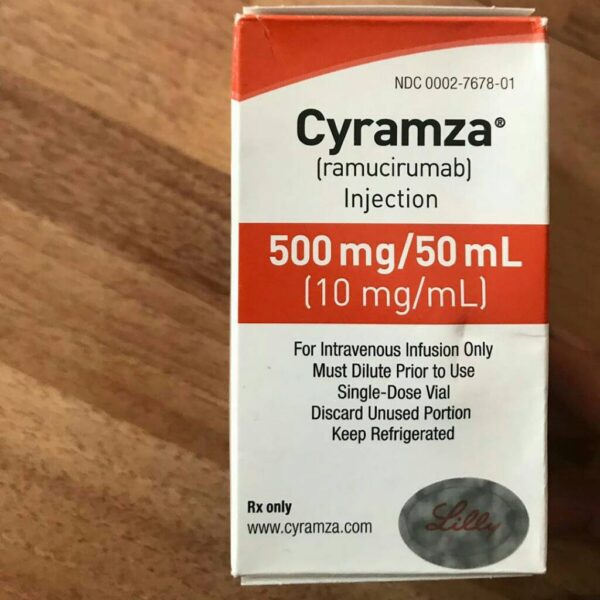 NDC 0002-7678-01
Cyramza®
(ramucirumab)
Injection
500 mg/50 mL
(10 mg/mL)
For Intravenous Infusion Only
Must Dilute Prior to Use
Single-Dose Vial
Discard Unused Portion
Keep Refrigerated
Rx only
www.cyramza.com
Lilly